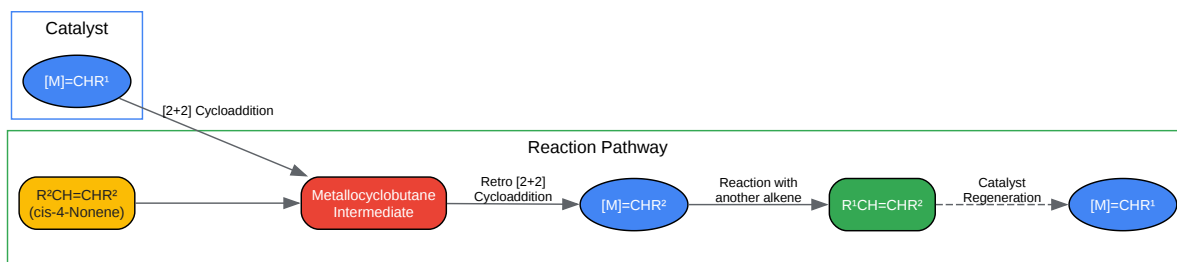 Catalyst
[M]=CHR¹
[2+2] Cycloaddition
Reaction Pathway
R²CH=CHR²
(cis-4-Nonene)
Metallocyclobutane
Intermediate
Retro [2+2]
Cycloaddition
[M]=CHR²
Reaction with
another alkene
R¹CH=CHR²
Catalyst
Regeneration
[M]=CHR¹